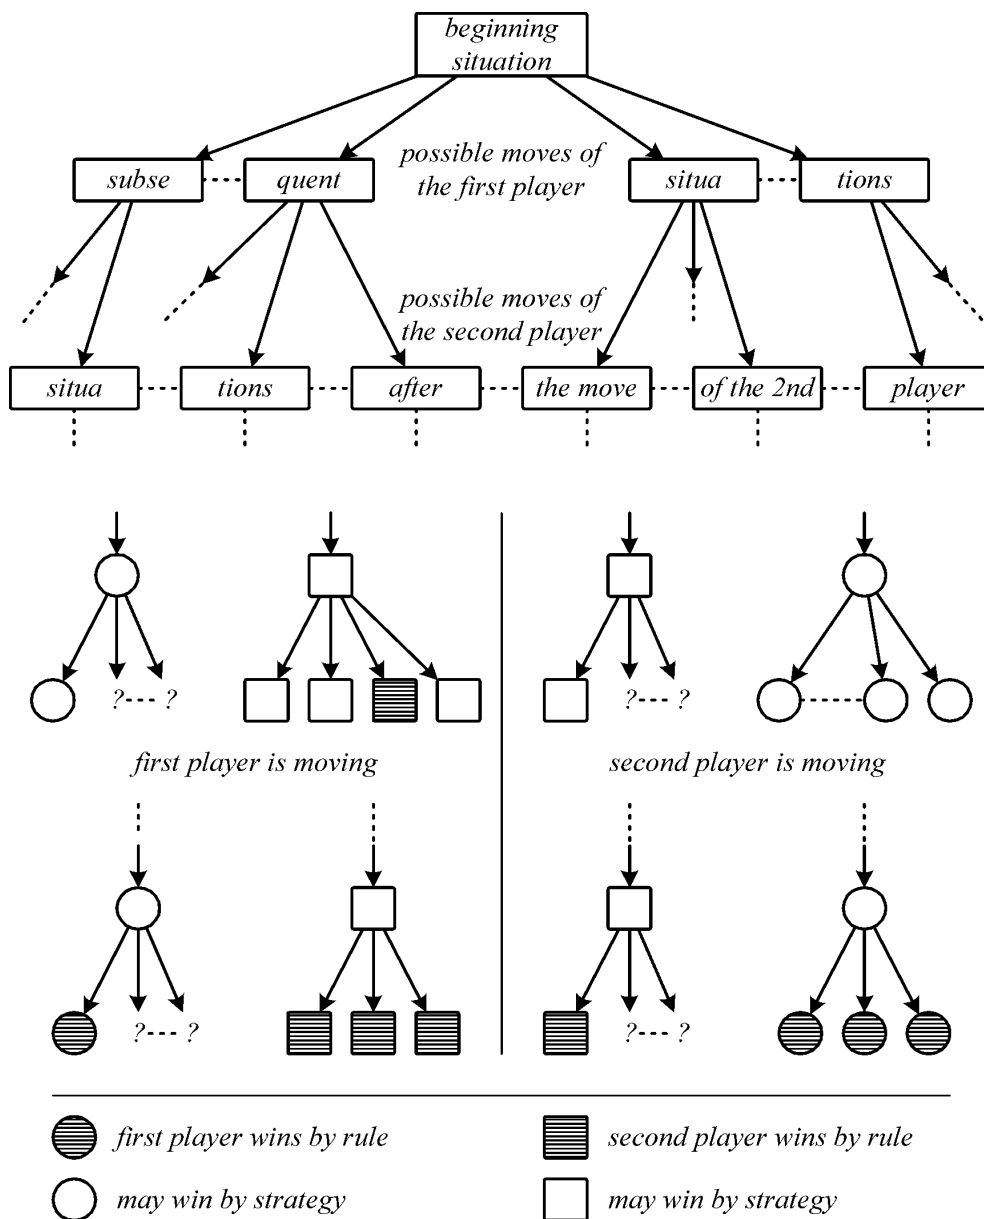 beginning
situation
possible moves of
the first player
subse
quent
situa
tions
possible moves of
the second player
situa
tions
after
the move
of the 2nd
player
?--- ?
?--- ?
first player is moving
second player is moving
?--- ?
?--- ?
first player wins by rule
second player wins by rule
may win by strategy
may win by strategy